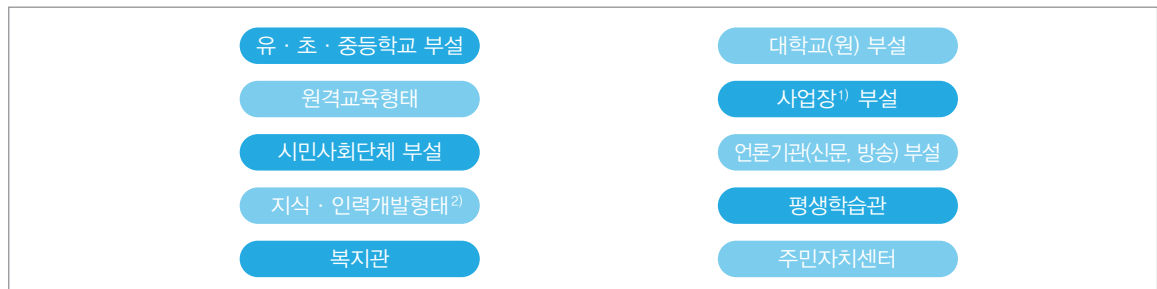 유 · 초 · 중등학교 부설
대학교(원) 부설
원격교육형태
사업장1) 부설
시민사회단체 부설
언론기관(신문, 방송) 부설
지식 · 인력개발형태2)
평생학습관
복지관
주민자치센터